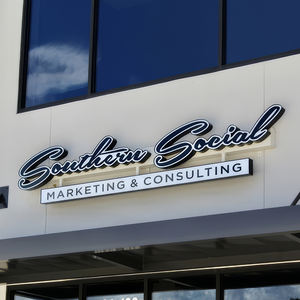 Southern Social
MARKETING & CONSULTING